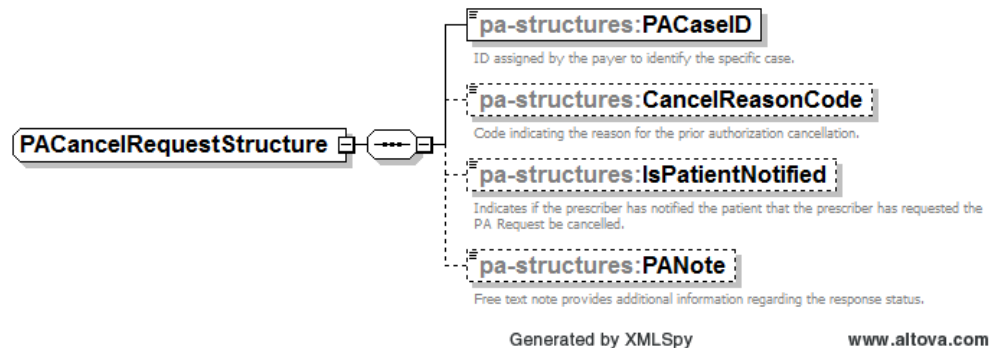 pa-structures:PACaseID
ID assigned by the payer to identify the specific case.
pa-structures:CancelReasonCode
Code indicating the reason for the prior authorization cancellation.
PACancelRequestStructure
pa-structures:IsPatientNotified
Indicates if the prescriber has notified the patient that the prescriber has requested the
PA Request be cancelled.
pa-structures:PANote
Free text note provides additional information regarding the response status.
Generated by XMLSpy
www.altova.com